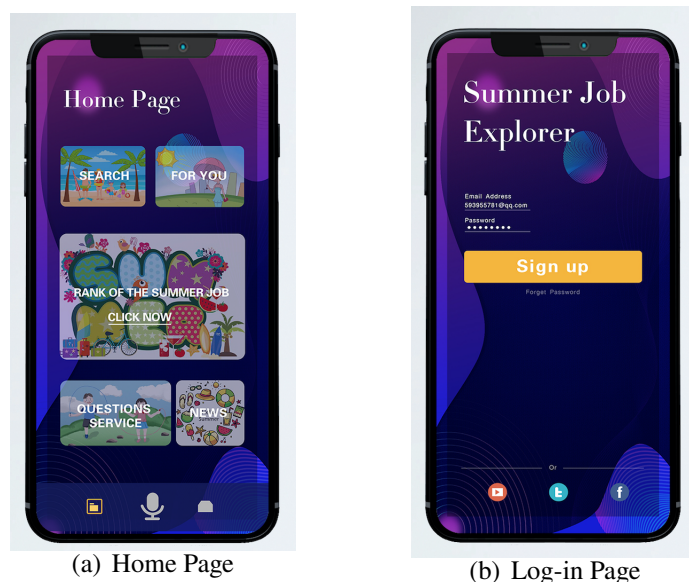 Home Page
SEARCH
FOR YOU
RANK OF THE SUMMER JOB
CLICK NOW
QUESTIONS
SERVICE
NEWS
Summer
(a) Home Page
Summer Job
Explorer
Email Address
593955781@qq.com
Password
Sign up
Forget Password
Or
t
f
(b) Log-in Page